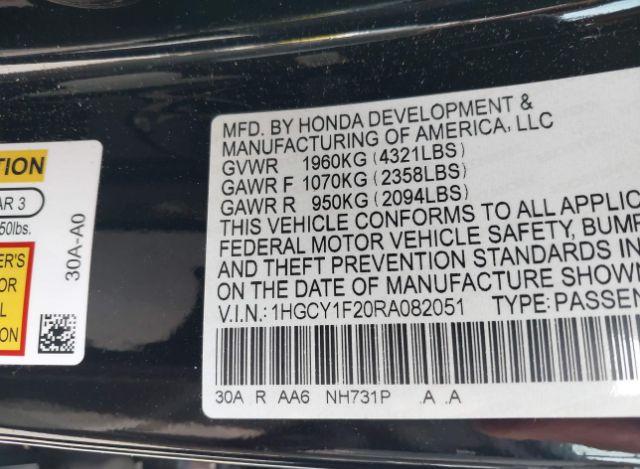 TION
AR 3
50lbs.
30A-A0
ER'S
OR
AL
MFD. BY HONDA DEVELOPMENT &
MANUFACTURING OF AMERICA, LLC
GVWR 1960KG (4321LBS)
GAWR F 1070KG (2358LBS)
GAWR R 950KG (2094LBS)
THIS VEHICLE CONFORMS TO ALL APPLIC
FEDERAL MOTOR VEHICLE SAFETY, BUMP
AND THEFT PREVENTION STANDARDS IN
ON THE DATE OF MANUFACTURE SHOWN
V.I.N.: 1HGCY1F20RA082051 TYPE: PASSEN
30A R AA6 NH731P .A .A